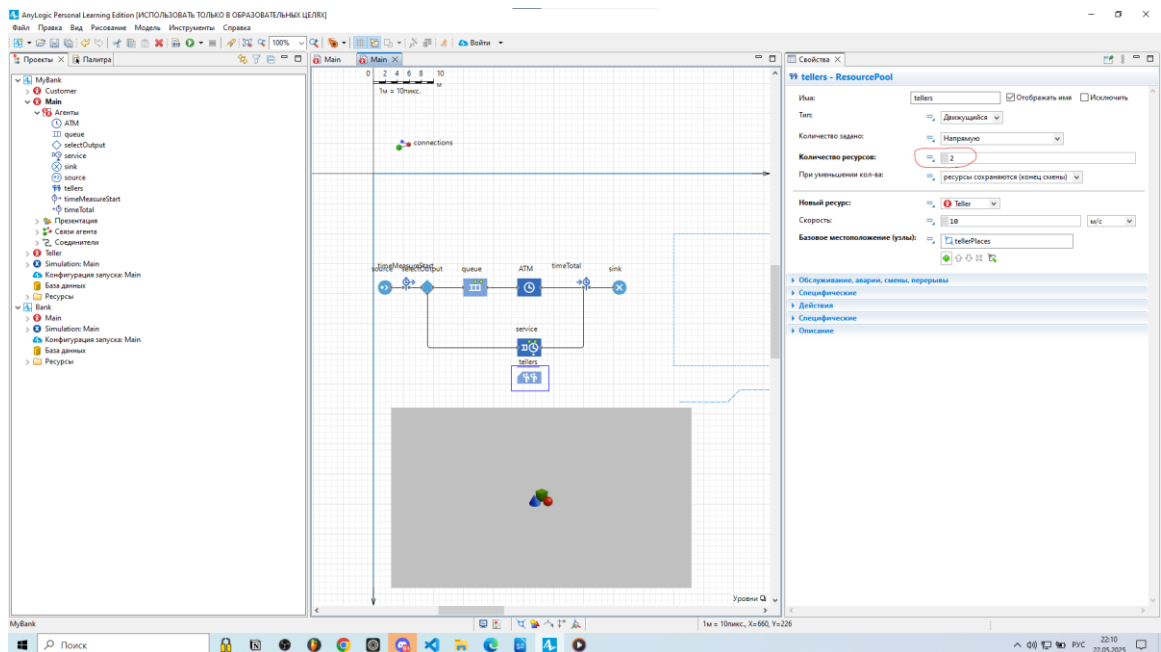 AnyLogic Personal Learning Edition [ИСПОЛЬЗОВАТЬ ТОЛЬКО В ОБРАЗОВАТЕЛЬНЫХ ЦЕЛЯХ]
Файл Правка Вид Рисование Модель Инструменты Справка
100% Войти
Проекты Палитра
MyBank
Customer
Main
Агенты
ATM
queue
selectOutput
service
sink
source
tellers
timeMeasureStart
timeTotal
Презентация
Связи агента
Соединители
Teller
Simulation: Main
Конфигурация запуска: Main
База данных
Ресурсы
Bank
Main
Simulation: Main
Конфигурация запуска: Main
База данных
Ресурсы
Main Main
0 2 4 6 8 10
м
1м = 10пикс.
connections
timeMeasureStart timeTotal
source selectOutput queue ATM sink
service
tellers
Уровни
Свойства
tellers - ResourcePool
Имя: tellers Отображать имя Исключить
Тип: Движущийся
Количество задано: Напрямую
Количество ресурсов: 2
При уменьшении кол-ва: ресурсы сохраняются (конец смены)
Новый ресурс: Teller
Скорость: 10 м/с
Базовое местоположение (узлы): tellerPlaces
Обслуживание, аварии, смены, перерывы
Специфические
Действия
Специфические
Описание
MyBank 1м = 10пикс., X=660, Y=226
Поиск РУС 22:10
22.05.2025